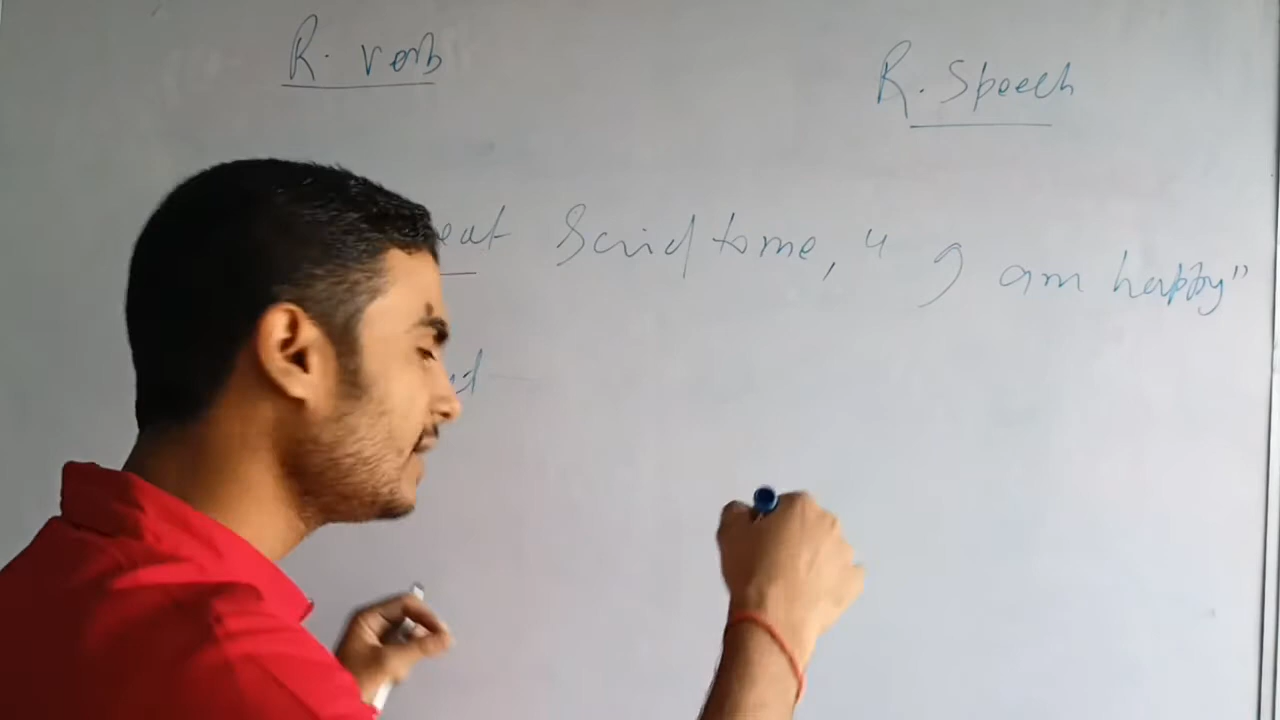 R. verb
R. Speech
Said to me, " I am happy"